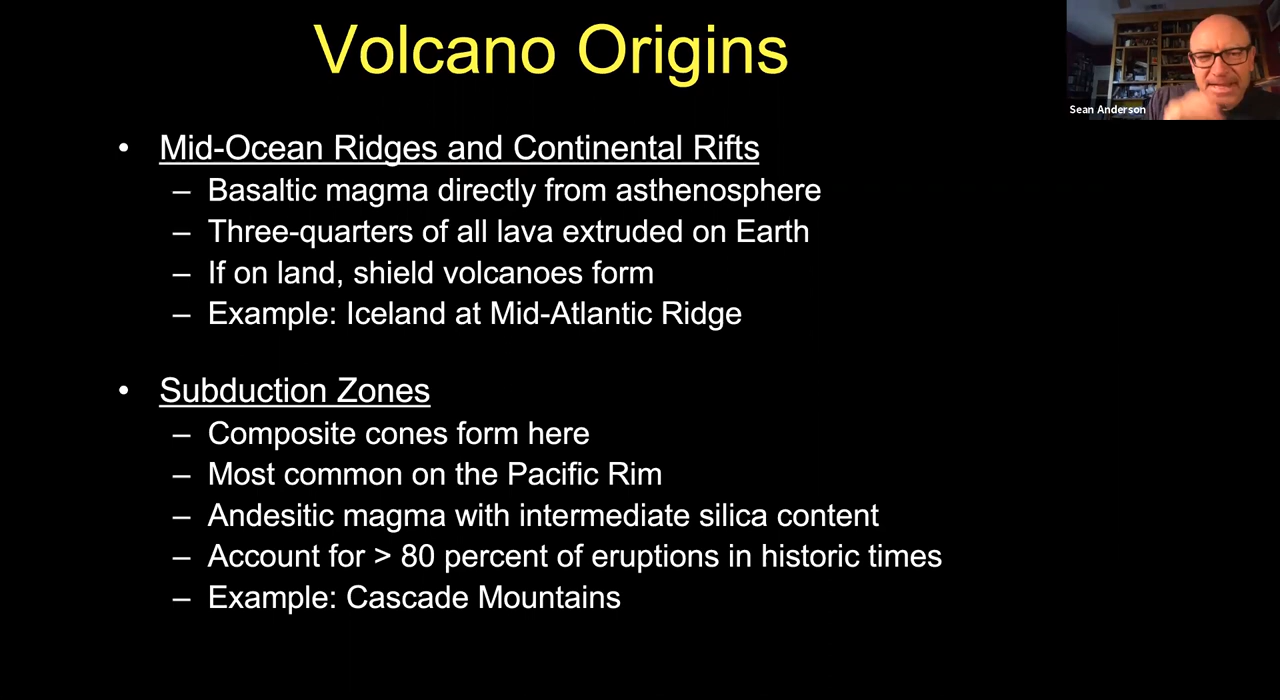 Volcano Origins
Sean Anderson
• Mid-Ocean Ridges and Continental Rifts
– Basaltic magma directly from asthenosphere
– Three-quarters of all lava extruded on Earth
– If on land, shield volcanoes form
– Example: Iceland at Mid-Atlantic Ridge
• Subduction Zones
– Composite cones form here
– Most common on the Pacific Rim
– Andesitic magma with intermediate silica content
– Account for > 80 percent of eruptions in historic times
– Example: Cascade Mountains